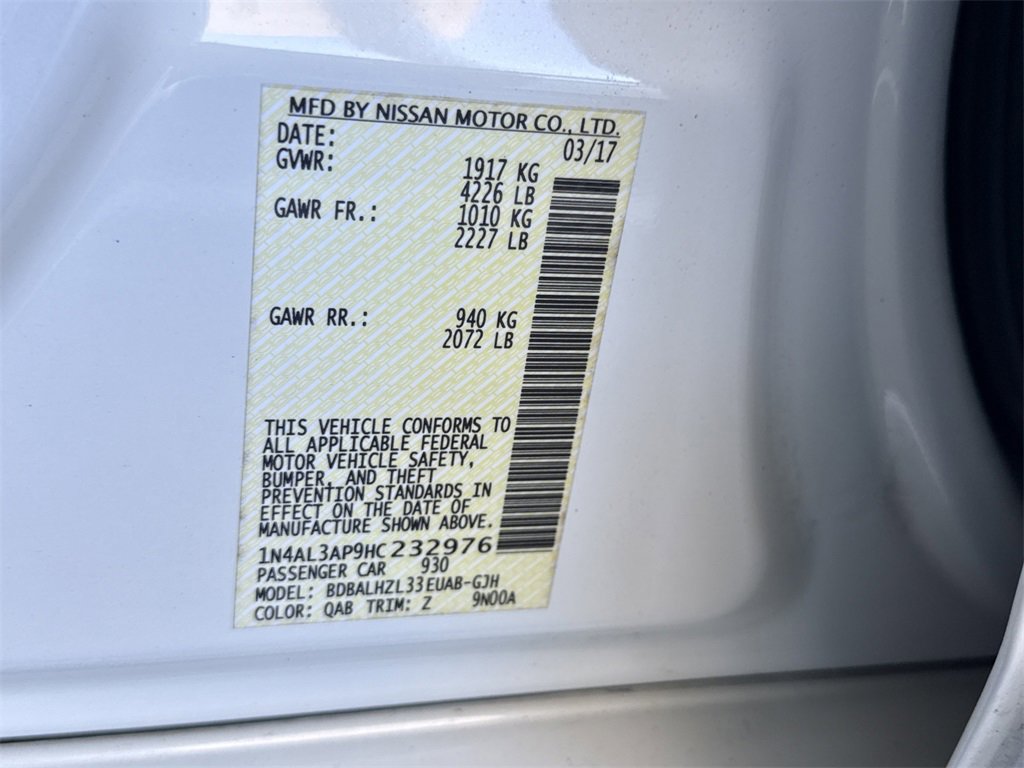 MFD BY NISSAN MOTOR CO., LTD.
DATE: 03/17
GVWR: 1917 KG
4226 LB
GAWR FR.: 1010 KG
2227 LB
GAWR RR.: 940 KG
2072 LB
THIS VEHICLE CONFORMS TO
ALL APPLICABLE FEDERAL
MOTOR VEHICLE SAFETY,
BUMPER, AND THEFT
PREVENTION STANDARDS IN
EFFECT ON THE DATE OF
MANUFACTURE SHOWN ABOVE.
1N4AL3AP9HC232976
PASSENGER CAR 930
MODEL: BDBALHZL33EUAB-GJH
COLOR: QAB TRIM: Z 9N00A